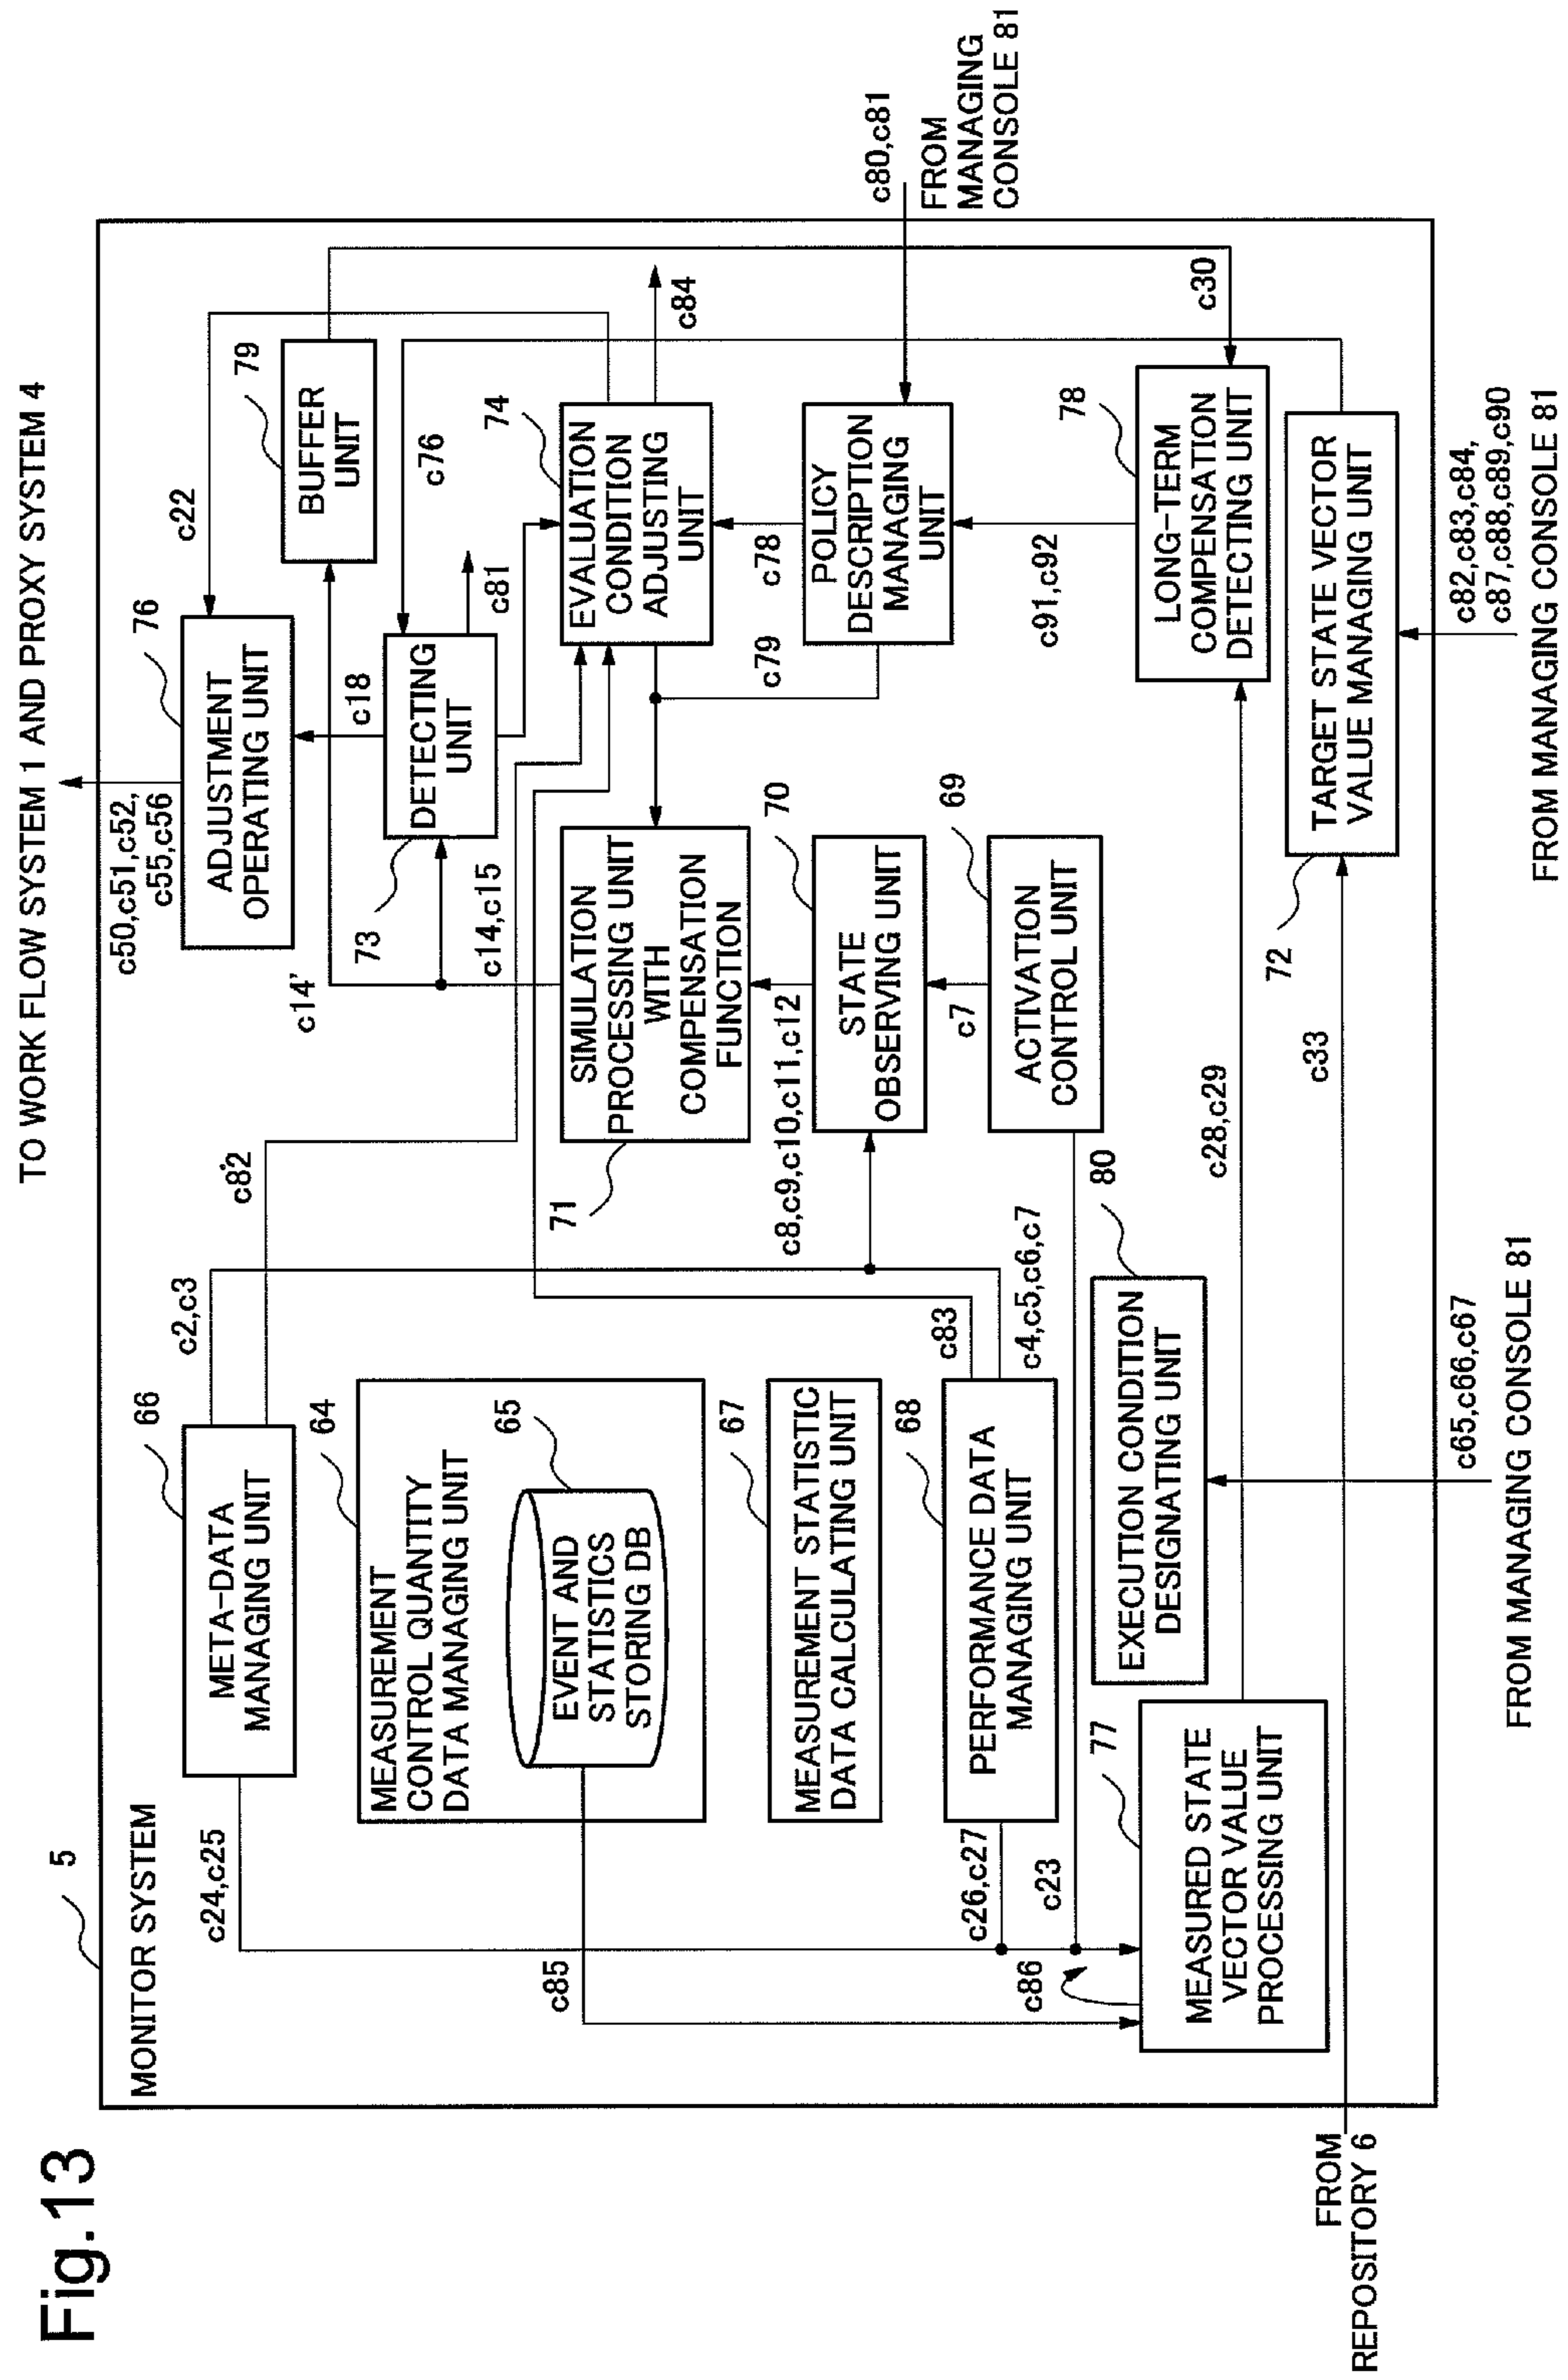 Fig.13
TO WORK FLOW SYSTEM 1 AND PROXY SYSTEM 4
5
MONITOR SYSTEM
66
META-DATA
MANAGING UNIT
c24,c25
c2,c3
c82
64
MEASUREMENT
CONTROL QUANTITY
DATA MANAGING UNIT
65
EVENT AND
STATISTICS
STORING DB
c85
67
MEASUREMENT STATISTIC
DATA CALCULATING UNIT
68
PERFORMANCE DATA
MANAGING UNIT
c83
c26,c27
c4,c5,c6,c7
c23
c86
77
MEASURED STATE
VECTOR VALUE
PROCESSING UNIT
80
EXECUTION CONDITION
DESIGNATING UNIT
c65,c66,c67
FROM MANAGING CONSOLE 81
c28,c29
c33
FROM
REPOSITORY 6
c50,c51,c52,
c55,c56
76
ADJUSTMENT
OPERATING UNIT
c22
79
BUFFER
UNIT
c14'
c18
c76
73
DETECTING
UNIT
c81
c14,c15
71
SIMULATION
PROCESSING UNIT
WITH
COMPENSATION
FUNCTION
74
EVALUATION
CONDITION
ADJUSTING
UNIT
c84
c8,c9,c10,c11,c12
70
STATE
OBSERVING UNIT
c79
c78
POLICY
DESCRIPTION
MANAGING
UNIT
c80,c81
FROM
MANAGING
CONSOLE 81
c7
69
ACTIVATION
CONTROL UNIT
c91,c92
78
LONG-TERM
COMPENSATION
DETECTING UNIT
c30
72
TARGET STATE VECTOR
VALUE MANAGING UNIT
c82,c83,c84,
c87,c88,c89,c90
FROM MANAGING CONSOLE 81